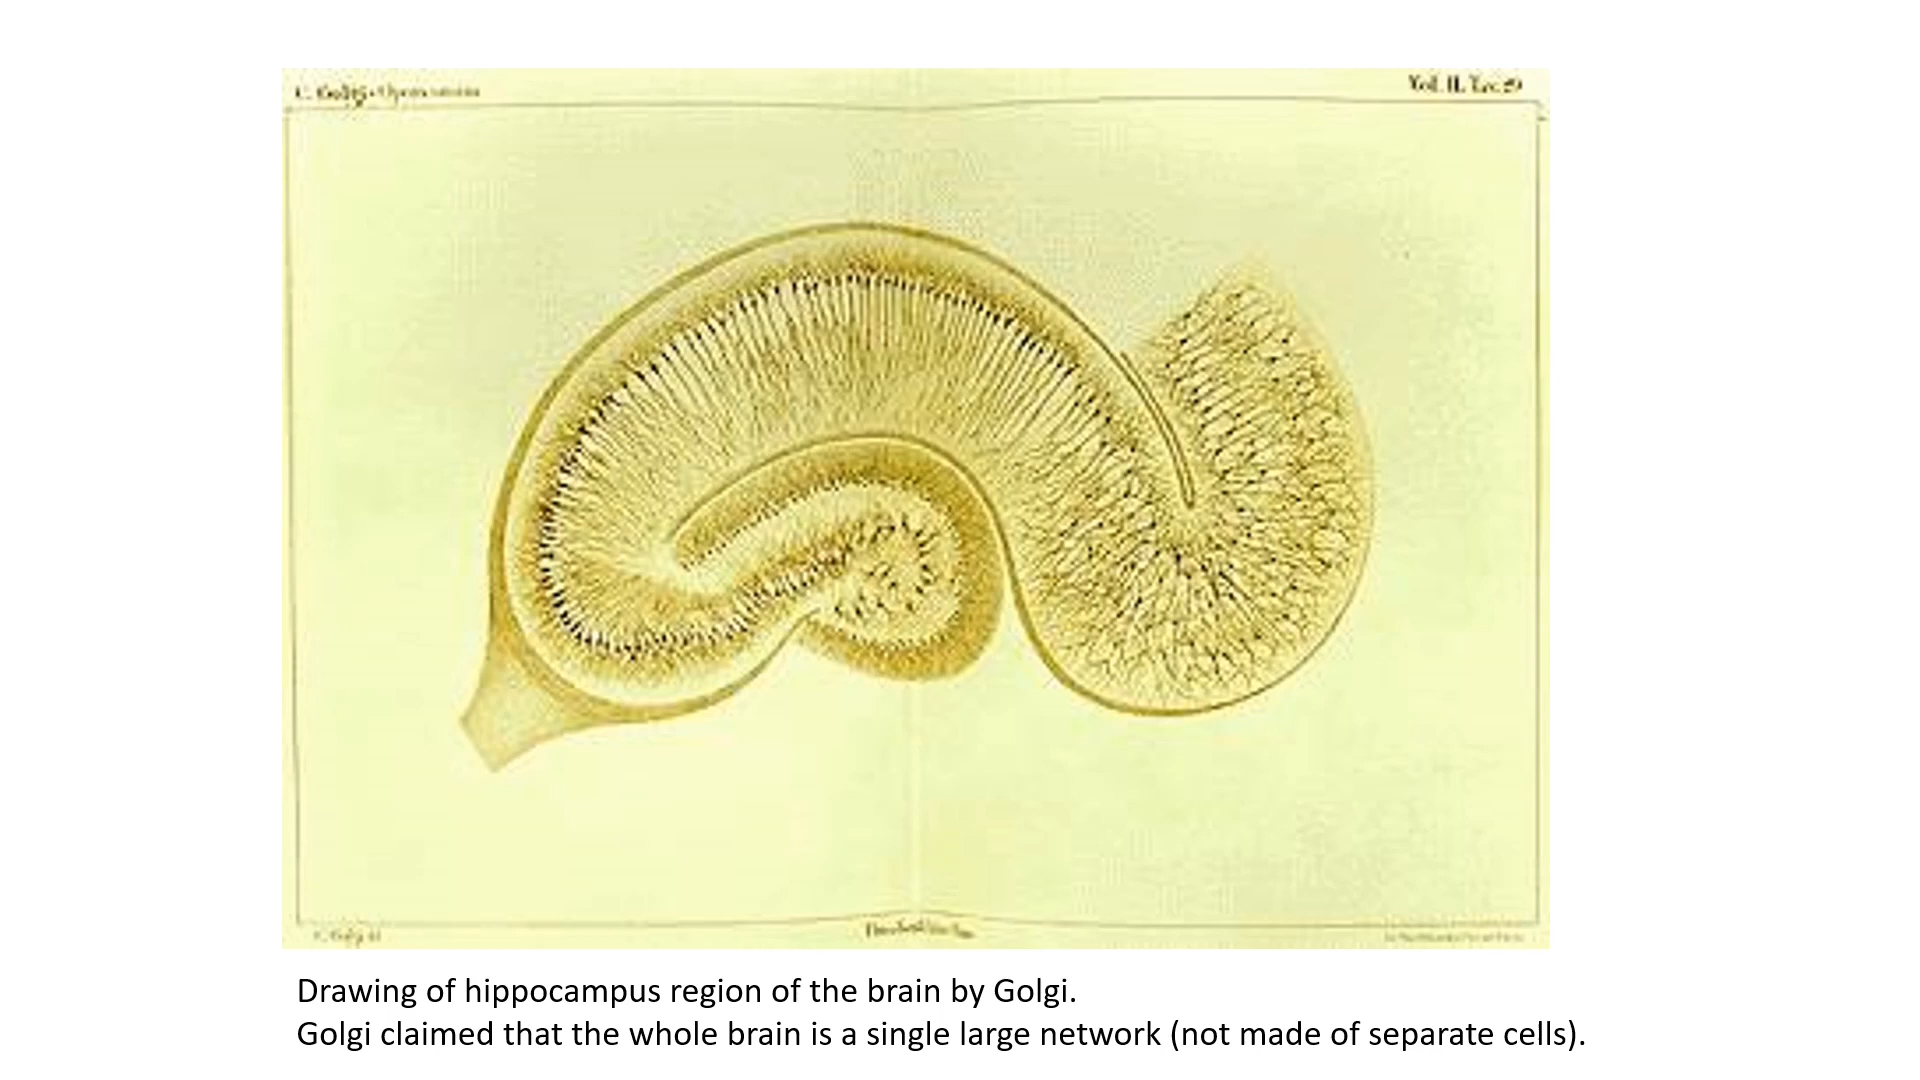 C. Golgi - Opera omnia
Vol. II. Tav. 29
C. Golgi
Drawing of hippocampus region of the brain by Golgi.
Golgi claimed that the whole brain is a single large network (not made of separate cells).